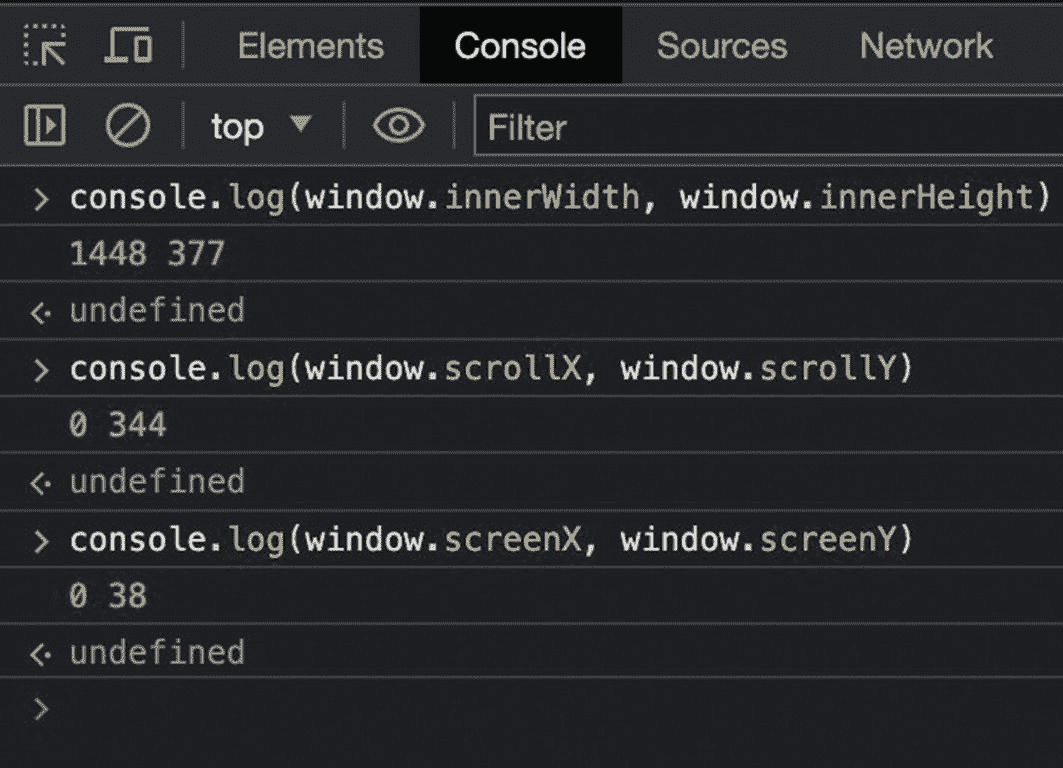 Elements Console Sources Network
top Filter
> console.log(window.innerWidth, window.innerHeight)
1448 377
undefined
> console.log(window.scrollX, window.scrollY)
0 344
undefined
> console.log(window.screenX, window.screenY)
0 38
undefined
>